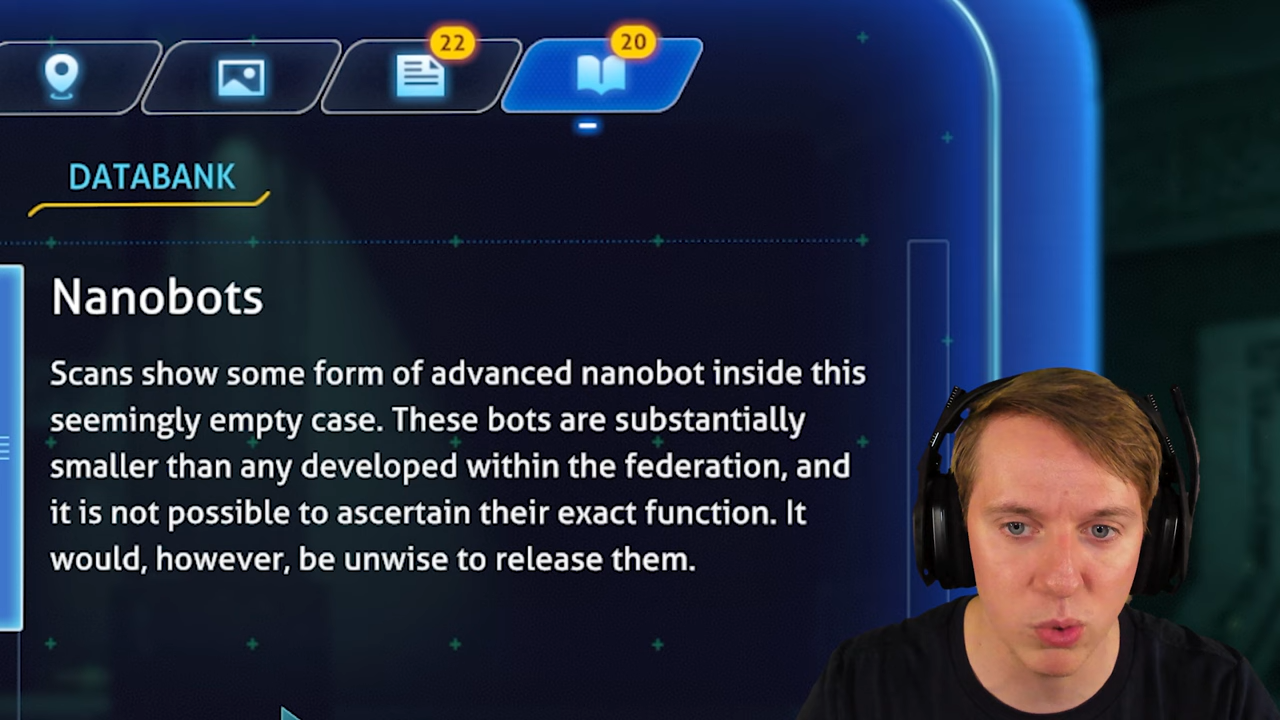 22
20
DATABANK
Nanobots
Scans show some form of advanced nanobot inside this
seemingly empty case. These bots are substantially
smaller than any developed within the federation, and
it is not possible to ascertain their exact function. It
would, however, be unwise to release them.